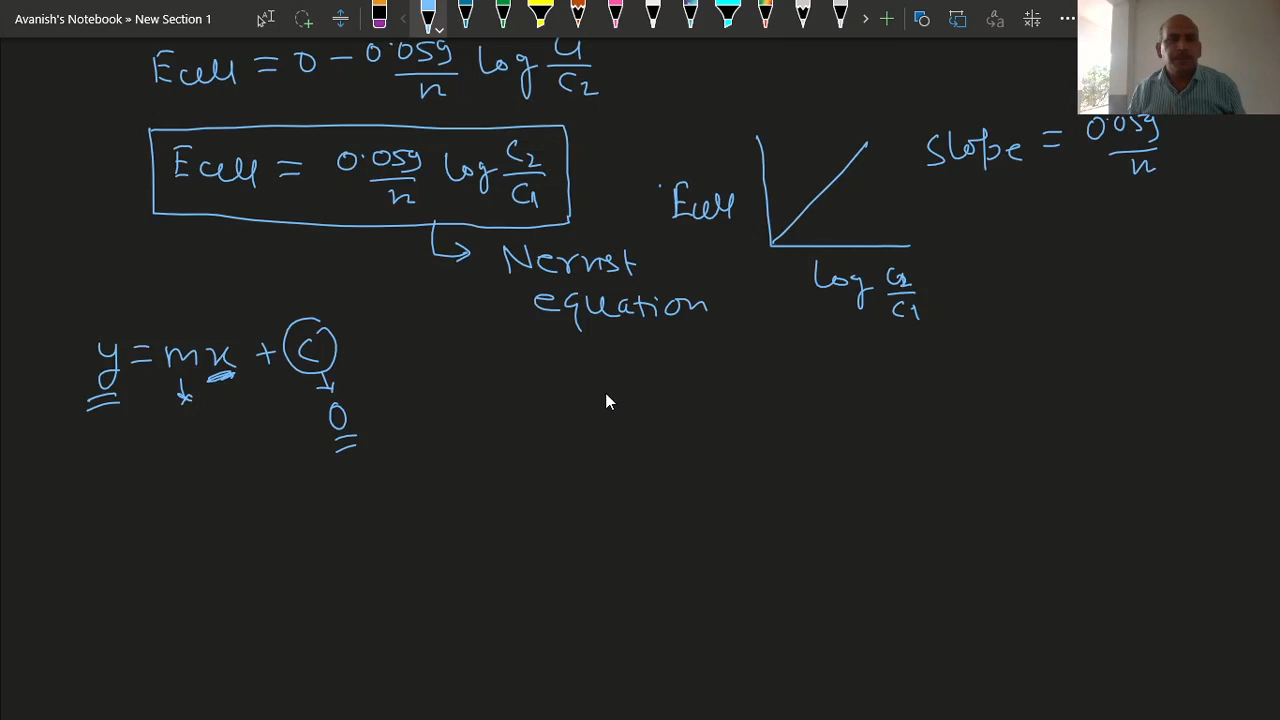 Avanish's Notebook » New Section 1
Ecell = 0 - 0.059/n log C1/C2
Ecell = 0.059/n log C2/C1
Nernst
equation
Ecell
log C2/C1
Slope = 0.059/n
y = mx + C
0